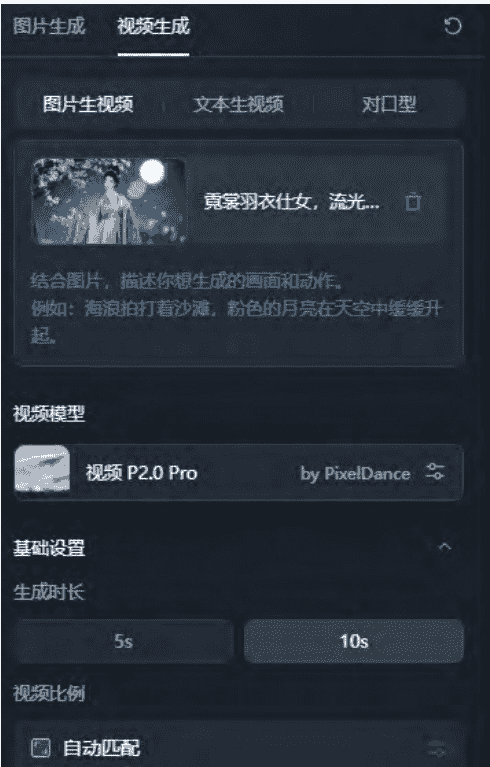 图片生成 视频生成
图片生视频 文本生视频 对口型
霓裳羽衣仕女，流光...
结合图片，描述你想生成的画面和动作。
例如：海浪拍打着沙滩，粉色的月亮在天空中缓缓升
起。
视频模型
视频 P2.0 Pro by PixelDance
基础设置
生成时长
5s 10s
视频比例
自动匹配